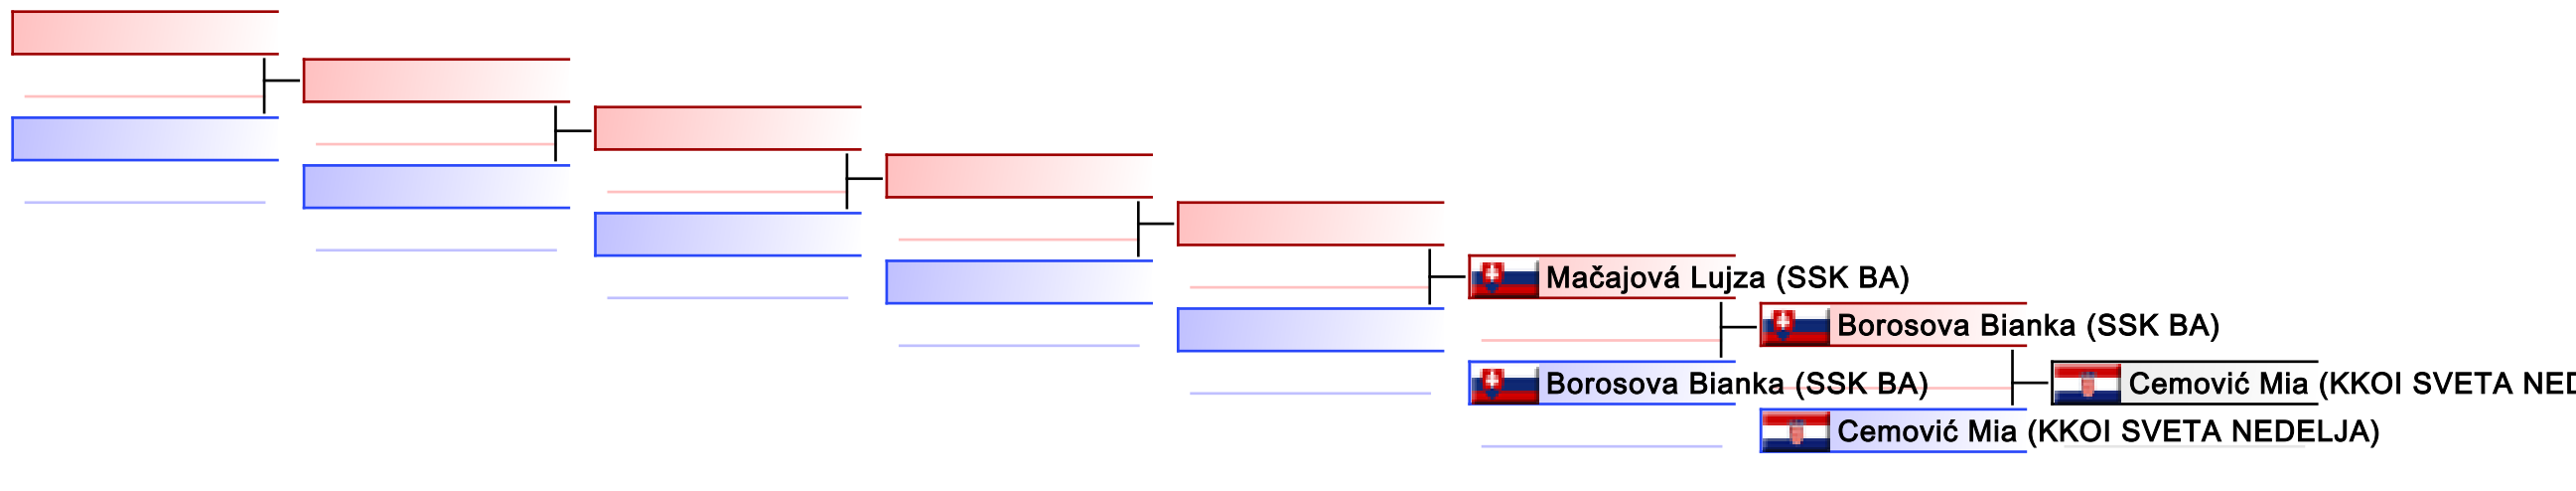 Mačajová Lujza (SSK BA)
Borosova Bianka (SSK BA)
Borosova Bianka (SSK BA)
Cemović Mia (KKOI SVETA NED
Cemović Mia (KKOI SVETA NEDELJA)